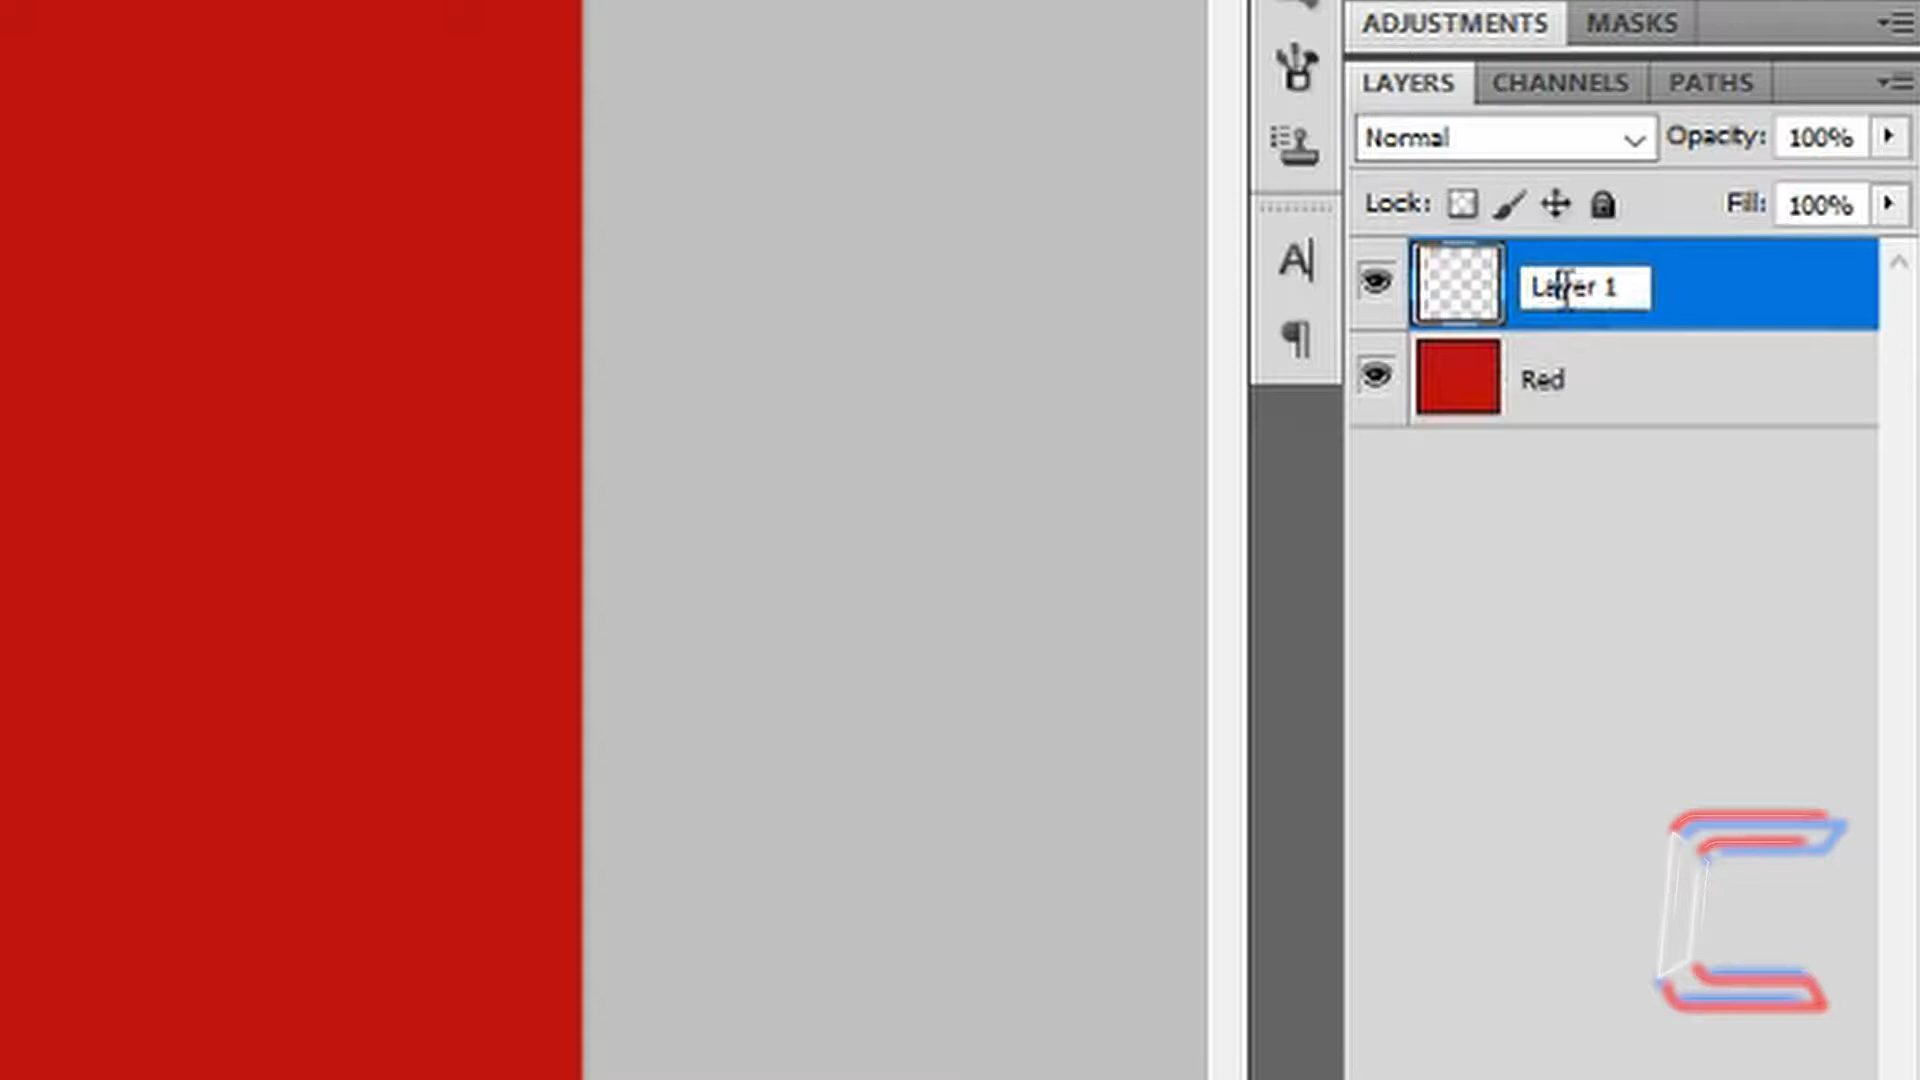 ADJUSTMENTS MASKS
LAYERS CHANNELS PATHS
Normal Opacity: 100%
Lock: Fill: 100%
Layer 1
Red